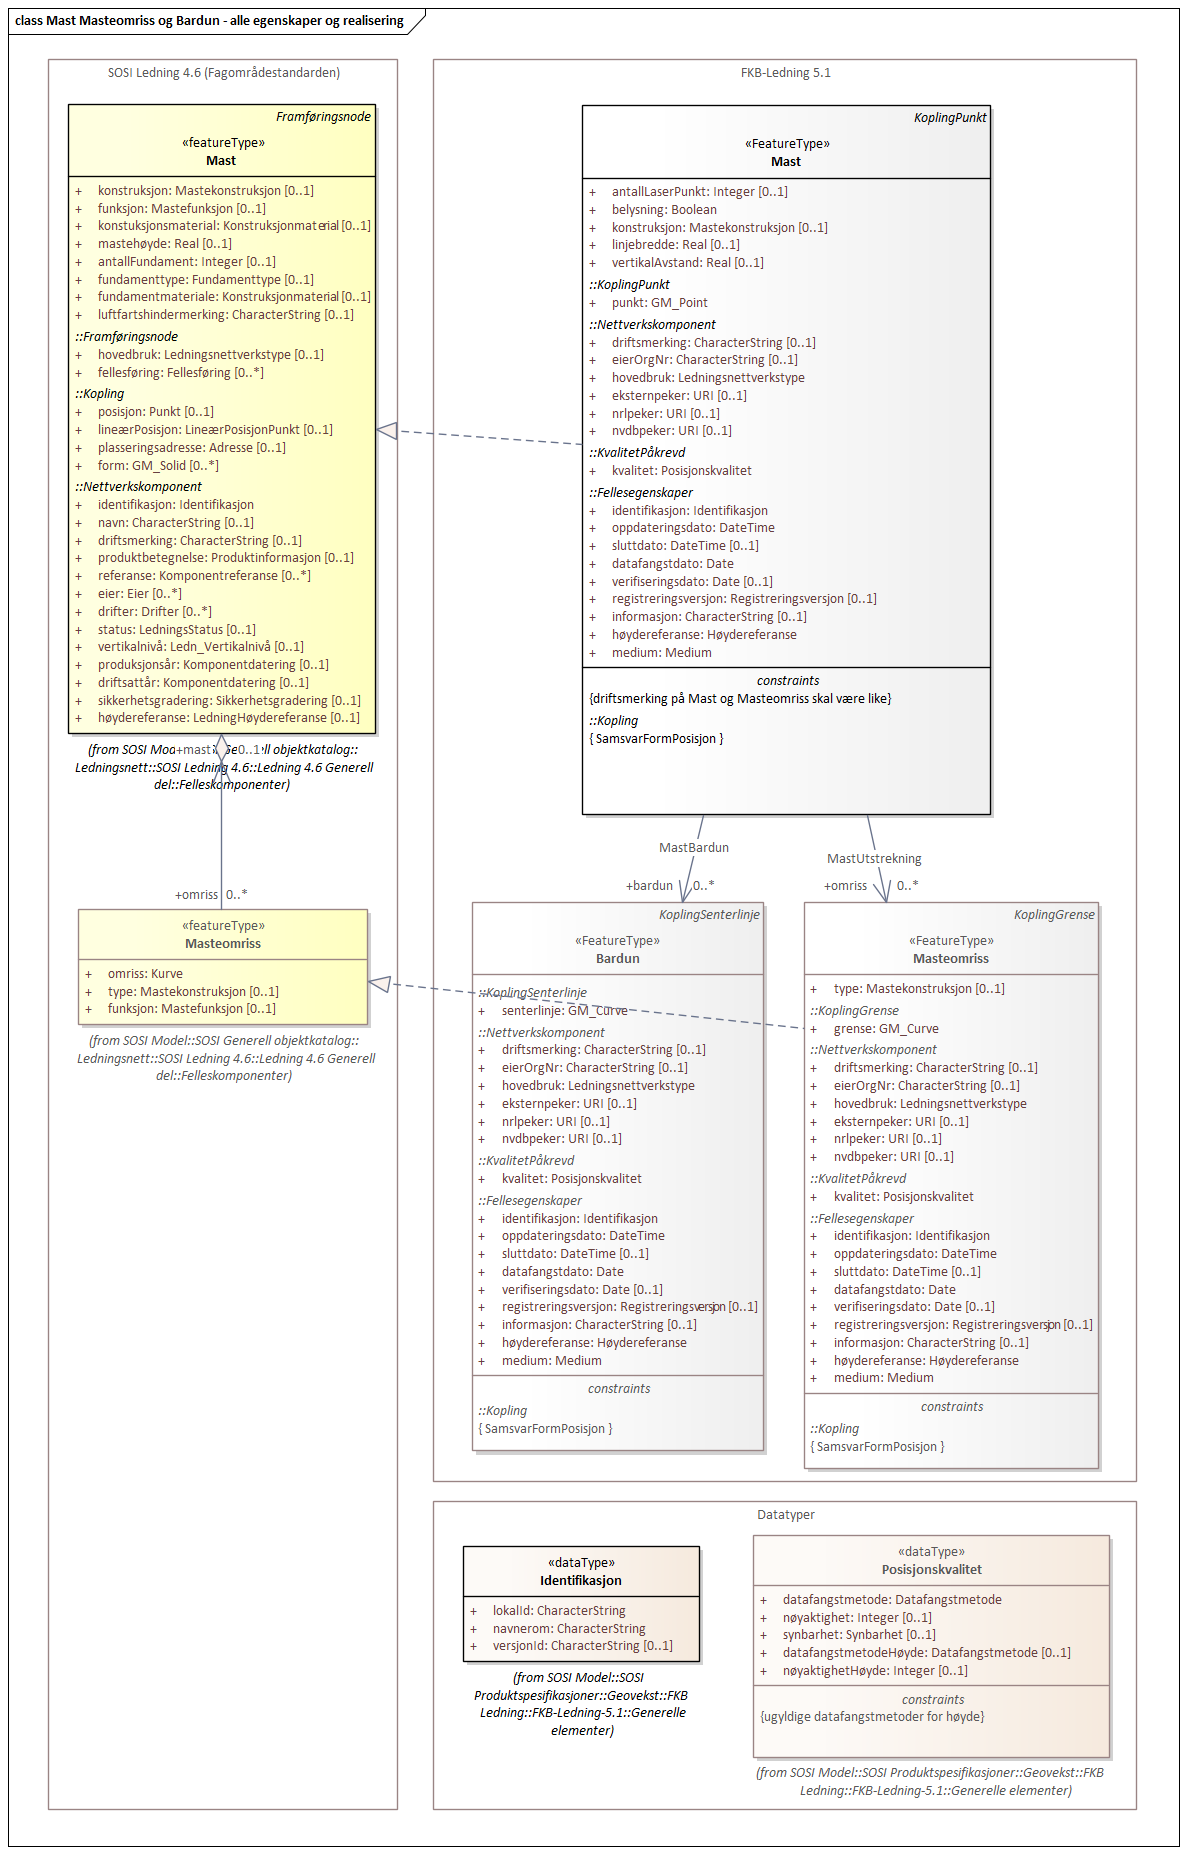 class Mast Masteomriss og Bardun - alle egenskaper og realisering
SOSI Ledning 4.6 (Fagområdestandarden)
Framføringsnode
«featureType»
Mast
+ konstruksjon: Mastekonstruksjon [0..1]
+ funksjon: Mastefunksjon [0..1]
+ konstuksjonsmaterial: Konstruksjonmaterial [0..1]
+ mastehøyde: Real [0..1]
+ antallFundament: Integer [0..1]
+ fundamenttype: Fundamenttype [0..1]
+ fundamentmateriale: Konstruksjonmaterial [0..1]
+ luftfartshindermerking: CharacterString [0..1]
::Framføringsnode
+ hovedbruk: Ledningsnettverkstype [0..1]
+ fellesføring: Fellesføring [0..*]
::Kopling
+ posisjon: Punkt [0..1]
+ lineærPosisjon: LineærPosisjonPunkt [0..1]
+ plasseringsadresse: Adresse [0..1]
+ form: GM_Solid [0..*]
::Nettverkskomponent
+ identifikasjon: Identifikasjon
+ navn: CharacterString [0..1]
+ driftsmerking: CharacterString [0..1]
+ produktbetegnelse: Produktinformasjon [0..1]
+ referanse: Komponentreferanse [0..*]
+ eier: Eier [0..*]
+ drifter: Drifter [0..*]
+ status: LedningsStatus [0..1]
+ vertikalnivå: Ledn_Vertikalnivå [0..1]
+ produksjonsår: Komponentdatering [0..1]
+ driftsattår: Komponentdatering [0..1]
+ sikkerhetsgradering: Sikkerhetsgradering [0..1]
+ høydereferanse: LedningHøydereferanse [0..1]
(from SOSI +mast 0..1 objektkatalog::
Ledningsnett::SOSI Ledning 4.6::Ledning 4.6 Generell
del::Felleskomponenter)
+omriss 0..*
«featureType»
Masteomriss
+ omriss: Kurve
+ type: Mastekonstruksjon [0..1]
+ funksjon: Mastefunksjon [0..1]
(from SOSI Model::SOSI Generell objektkatalog::
Ledningsnett::SOSI Ledning 4.6::Ledning 4.6 Generell
del::Felleskomponenter)
FKB-Ledning 5.1
KoplingPunkt
«FeatureType»
Mast
+ antallLaserPunkt: Integer [0..1]
+ belysning: Boolean
+ konstruksjon: Mastekonstruksjon [0..1]
+ linjebredde: Real [0..1]
+ vertikalAvstand: Real [0..1]
::KoplingPunkt
+ punkt: GM_Point
::Nettverkskomponent
+ driftsmerking: CharacterString [0..1]
+ eierOrgNr: CharacterString [0..1]
+ hovedbruk: Ledningsnettverkstype
+ eksternpeker: URI [0..1]
+ nrlpeker: URI [0..1]
+ nvdbpeker: URI [0..1]
::KvalitetPåkrevd
+ kvalitet: Posisjonskvalitet
::Fellesegenskaper
+ identifikasjon: Identifikasjon
+ oppdateringsdato: DateTime
+ sluttdato: DateTime [0..1]
+ datafangstdato: Date
+ verifiseringsdato: Date [0..1]
+ registreringsversjon: Registreringsversjon [0..1]
+ informasjon: CharacterString [0..1]
+ høydereferanse: Høydereferanse
+ medium: Medium
constraints
{driftsmerking på Mast og Masteomriss skal være like}
::Kopling
{ SamsvarFormPosisjon }
MastBardun
+bardun 0..*
MastUtstrekning
+omriss 0..*
KoplingSenterlinje
«FeatureType»
Bardun
::KoplingSenterlinje
+ senterlinje: GM_Curve
::Nettverkskomponent
+ driftsmerking: CharacterString [0..1]
+ eierOrgNr: CharacterString [0..1]
+ hovedbruk: Ledningsnettverkstype
+ eksternpeker: URI [0..1]
+ nrlpeker: URI [0..1]
+ nvdbpeker: URI [0..1]
::KvalitetPåkrevd
+ kvalitet: Posisjonskvalitet
::Fellesegenskaper
+ identifikasjon: Identifikasjon
+ oppdateringsdato: DateTime
+ sluttdato: DateTime [0..1]
+ datafangstdato: Date
+ verifiseringsdato: Date [0..1]
+ registreringsversjon: Registreringsversjon [0..1]
+ informasjon: CharacterString [0..1]
+ høydereferanse: Høydereferanse
+ medium: Medium
constraints
::Kopling
{ SamsvarFormPosisjon }
KoplingGrense
«FeatureType»
Masteomriss
+ type: Mastekonstruksjon [0..1]
::KoplingGrense
+ grense: GM_Curve
::Nettverkskomponent
+ driftsmerking: CharacterString [0..1]
+ eierOrgNr: CharacterString [0..1]
+ hovedbruk: Ledningsnettverkstype
+ eksternpeker: URI [0..1]
+ nrlpeker: URI [0..1]
+ nvdbpeker: URI [0..1]
::KvalitetPåkrevd
+ kvalitet: Posisjonskvalitet
::Fellesegenskaper
+ identifikasjon: Identifikasjon
+ oppdateringsdato: DateTime
+ sluttdato: DateTime [0..1]
+ datafangstdato: Date
+ verifiseringsdato: Date [0..1]
+ registreringsversjon: Registreringsversjon [0..1]
+ informasjon: CharacterString [0..1]
+ høydereferanse: Høydereferanse
+ medium: Medium
constraints
::Kopling
{ SamsvarFormPosisjon }
Datatyper
«dataType»
Identifikasjon
+ lokalId: CharacterString
+ navnerom: CharacterString
+ versjonId: CharacterString [0..1]
(from SOSI Model::SOSI
Produktspesifikasjoner::Geovekst::FKB
Ledning::FKB-Ledning-5.1::Generelle
elementer)
«dataType»
Posisjonskvalitet
+ datafangstmetode: Datafangstmetode
+ nøyaktighet: Integer [0..1]
+ synbarhet: Synbarhet [0..1]
+ datafangstmetodeHøyde: Datafangstmetode [0..1]
+ nøyaktighetHøyde: Integer [0..1]
constraints
{ugyldige datafangstmetoder for høyde}
(from SOSI Model::SOSI Produktspesifikasjoner::Geovekst::FKB
Ledning::FKB-Ledning-5.1::Generelle elementer)